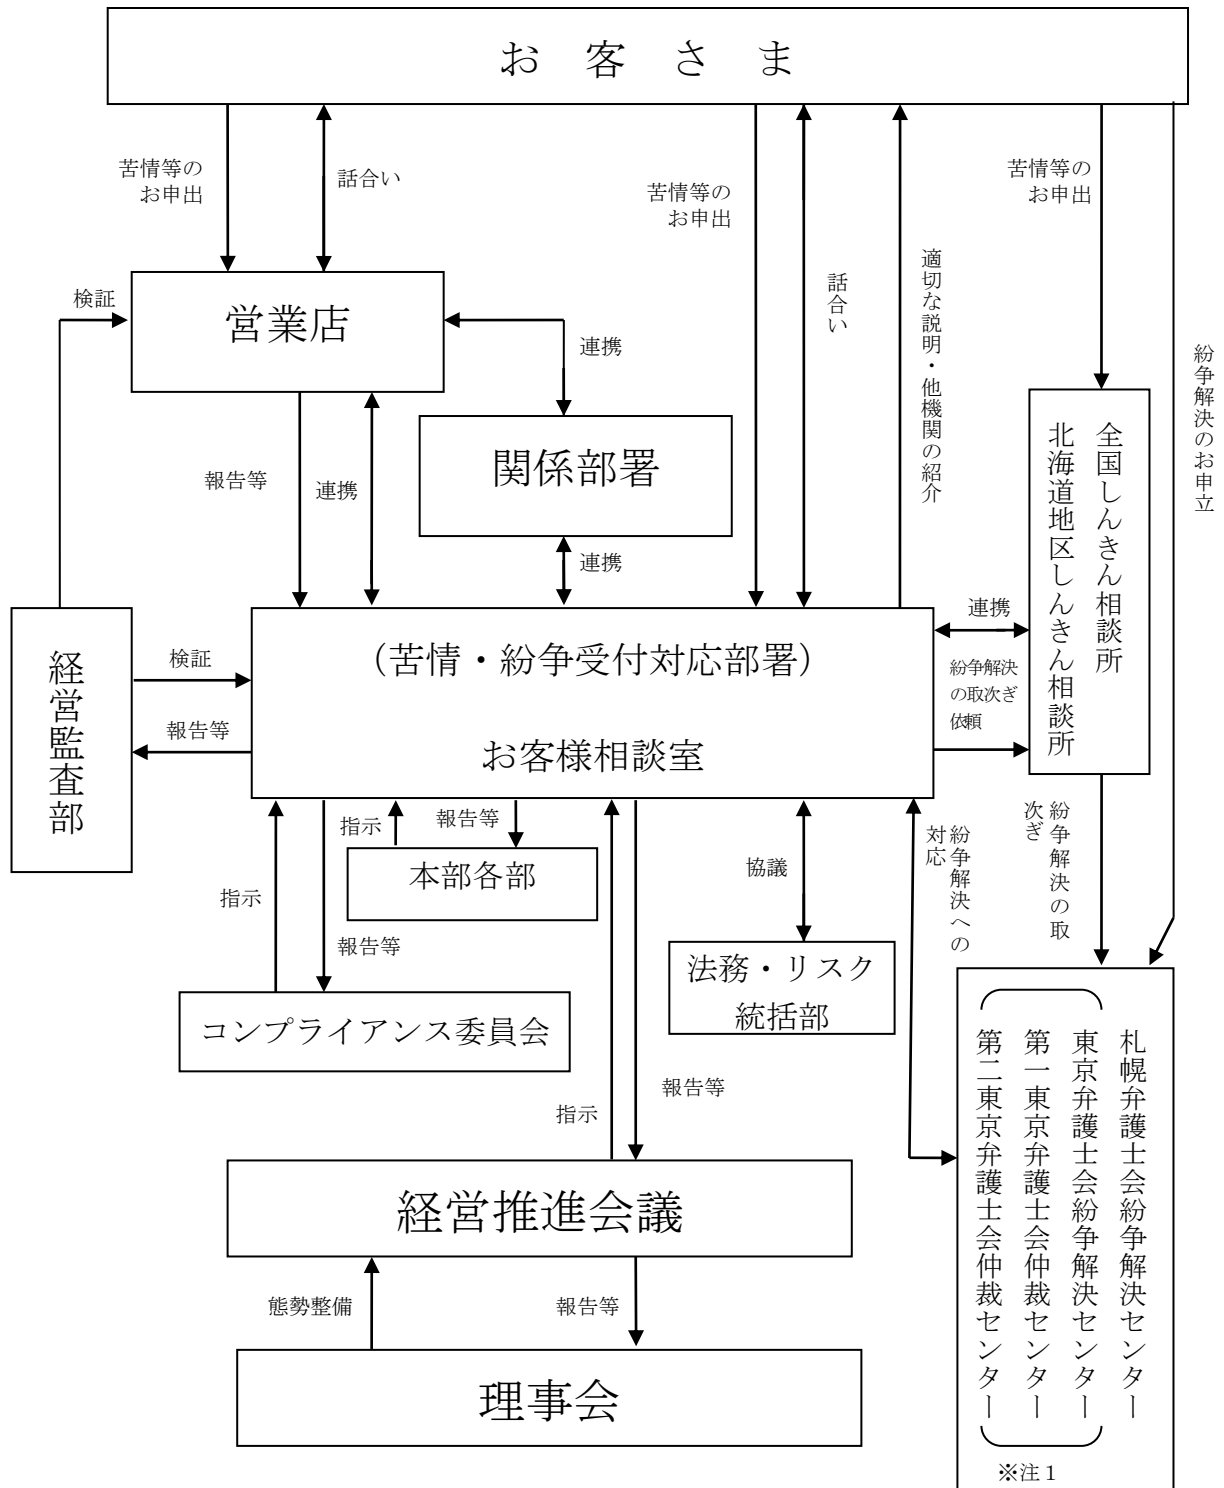 お　客　さ　ま
苦情等の
お申出
話合い
苦情等の
お申出
話合い
適切な説明・他機関の紹介
苦情等の
お申出
紛争解決のお申立
検証
営業店
連携
関係部署
報告等
連携
連携
全国しんきん相談所
北海道地区しんきん相談所
経営監査部
検証
報告等
（苦情・紛争受付対応部署）
お客様相談室
連携
紛争解決
の取次ぎ
依頼
指示
報告等
指示
報告等
本部各部
協議
紛争解決への
対応
紛争解決の取
次ぎ
コンプライアンス委員会
法務・リスク
統括部
指示
報告等
経営推進会議
態勢整備
報告等
理事会
札幌弁護士会紛争解決センター
東京弁護士会紛争解決センター
第一東京弁護士会仲裁センター
第二東京弁護士会仲裁センター
※注１